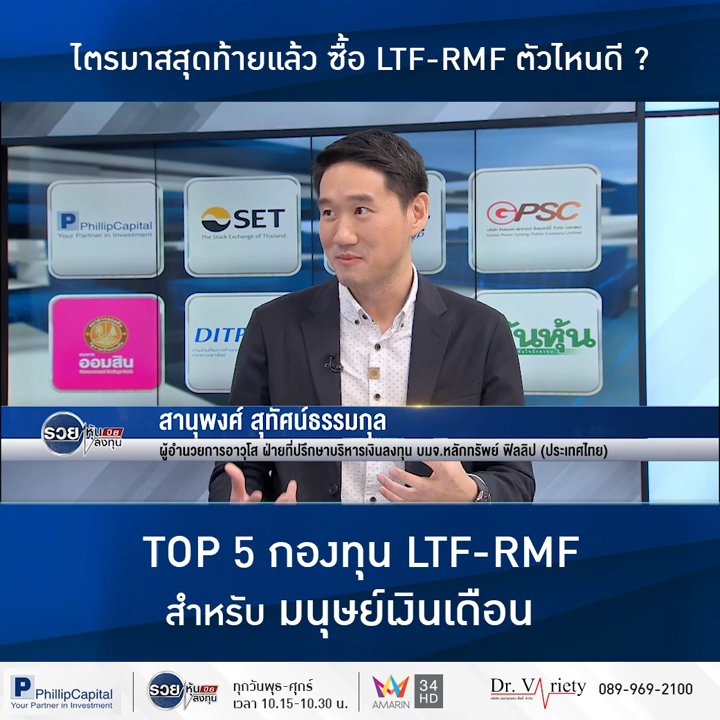 ไตรมาสสุดท้ายแล้ว ซื้อ LTF-RMF ตัวไหนดี ?
PhillipCapital
Your Partner in Investment
SET
The Stock Exchange of Thailand
GPSC
ออมสิน
DITP
ันหุ้น
รวย หุ้น ลงทุน
สานุพงศ์ สุทัศน์ธรรมกุล
ผู้อำนวยการอาวุโส ฝ่ายที่ปรึกษาบริหารเงินลงทุน บมจ.หลักทรัพย์ ฟิลลิป (ประเทศไทย)
TOP 5 กองทุน LTF-RMF
สำหรับ มนุษย์เงินเดือน
PhillipCapital
Your Partner in Investment
รวย หุ้น ลงทุน
ทุกวันพุธ-ศุกร์
เวลา 10.15-10.30 น.
AMARIN
34
HD
Dr. Variety
089-969-2100